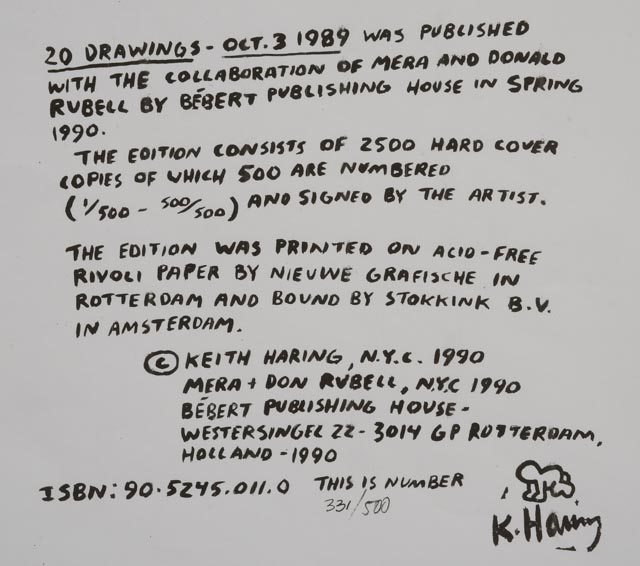 20 DRAWINGS - OCT. 3 1989 WAS PUBLISHED
WITH THE COLLABORATION OF MERA AND DONALD
RUBELL BY BÉBERT PUBLISHING HOUSE IN SPRING
1990.
THE EDITION CONSISTS OF 2500 HARD COVER
COPIES OF WHICH 500 ARE NUMBERED
(1/500 - 500/500) AND SIGNED BY THE ARTIST.
THE EDITION WAS PRINTED ON ACID-FREE
RIVOLI PAPER BY NIEUWE GRAFISCHE IN
ROTTERDAM AND BOUND BY STOKKINK B.V.
IN AMSTERDAM.
© KEITH HARING, N.Y.C. 1990
MERA + DON RUBELL, N.Y.C 1990
BÉBERT PUBLISHING HOUSE -
WESTERSINGEL 22 - 3014 GP ROTTERDAM,
HOLLAND - 1990
ISBN: 90.5245.011.0 THIS IS NUMBER
331/500
K. Haring